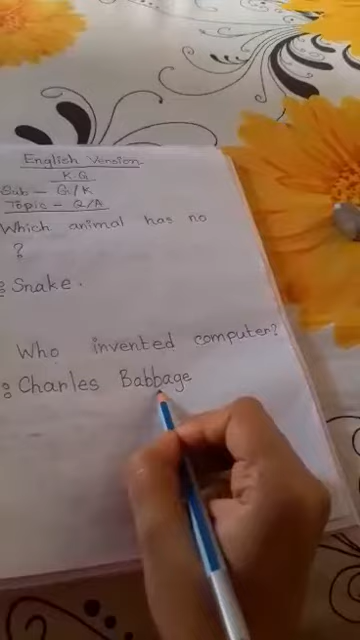 English Version
K.G
Sub - G/K
Topic - Q/A
Which animal has no
?
: Snake.
Who invented computer?
: Charles Babbage